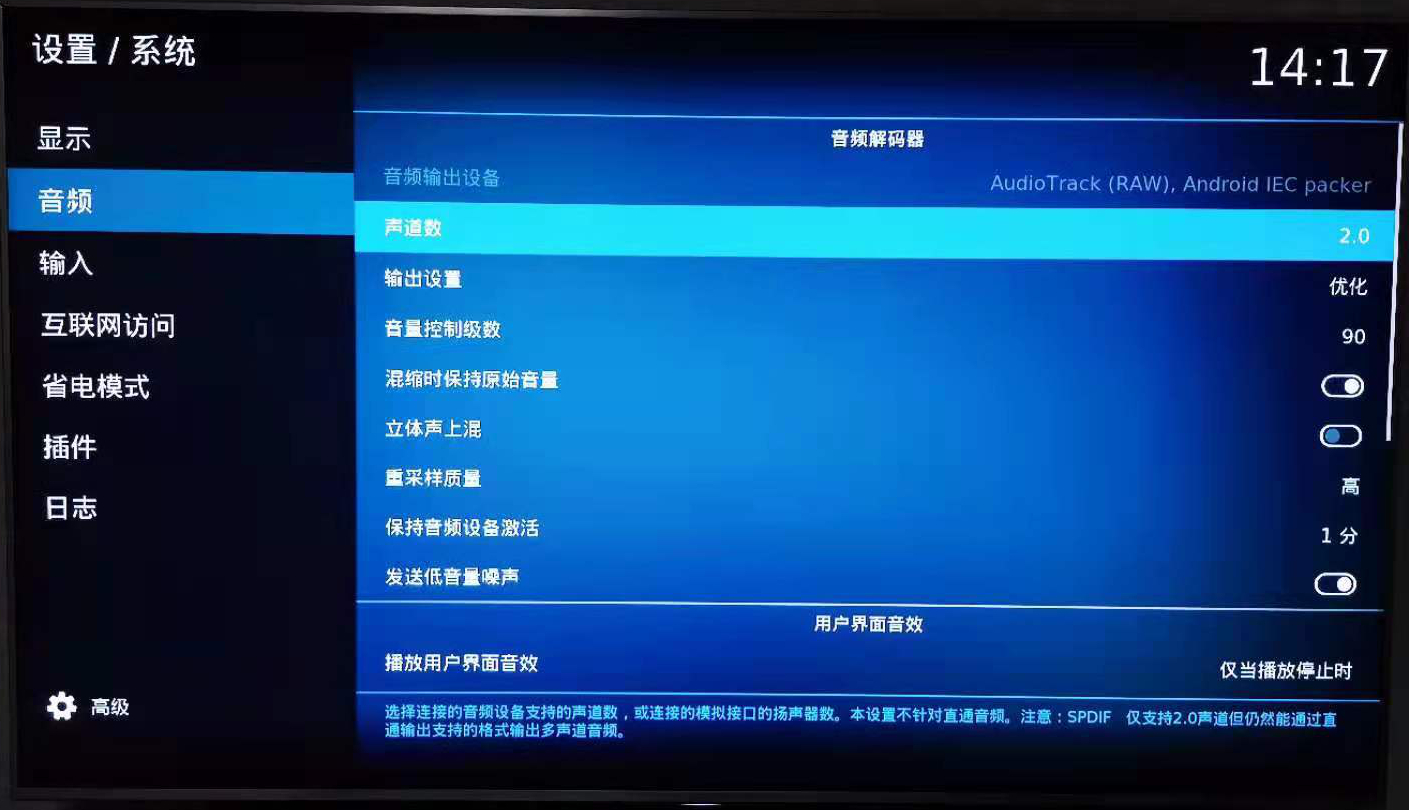 设置 / 系统
14:17
显示
音频
输入
互联网访问
省电模式
插件
日志
高级
音频解码器
音频输出设备 AudioTrack (RAW), Android IEC packer
声道数 2.0
输出设置 优化
音量控制级数 90
混缩时保持原始音量
立体声上混
重采样质量 高
保持音频设备激活 1 分
发送低音量噪声
用户界面音效
播放用户界面音效 仅当播放停止时
选择连接的音频设备支持的声道数，或连接的模拟接口的扬声器数。本设置不针对直通音频。注意：SPDIF 仅支持2.0声道但仍然能通过直
通输出支持的格式输出多声道音频。